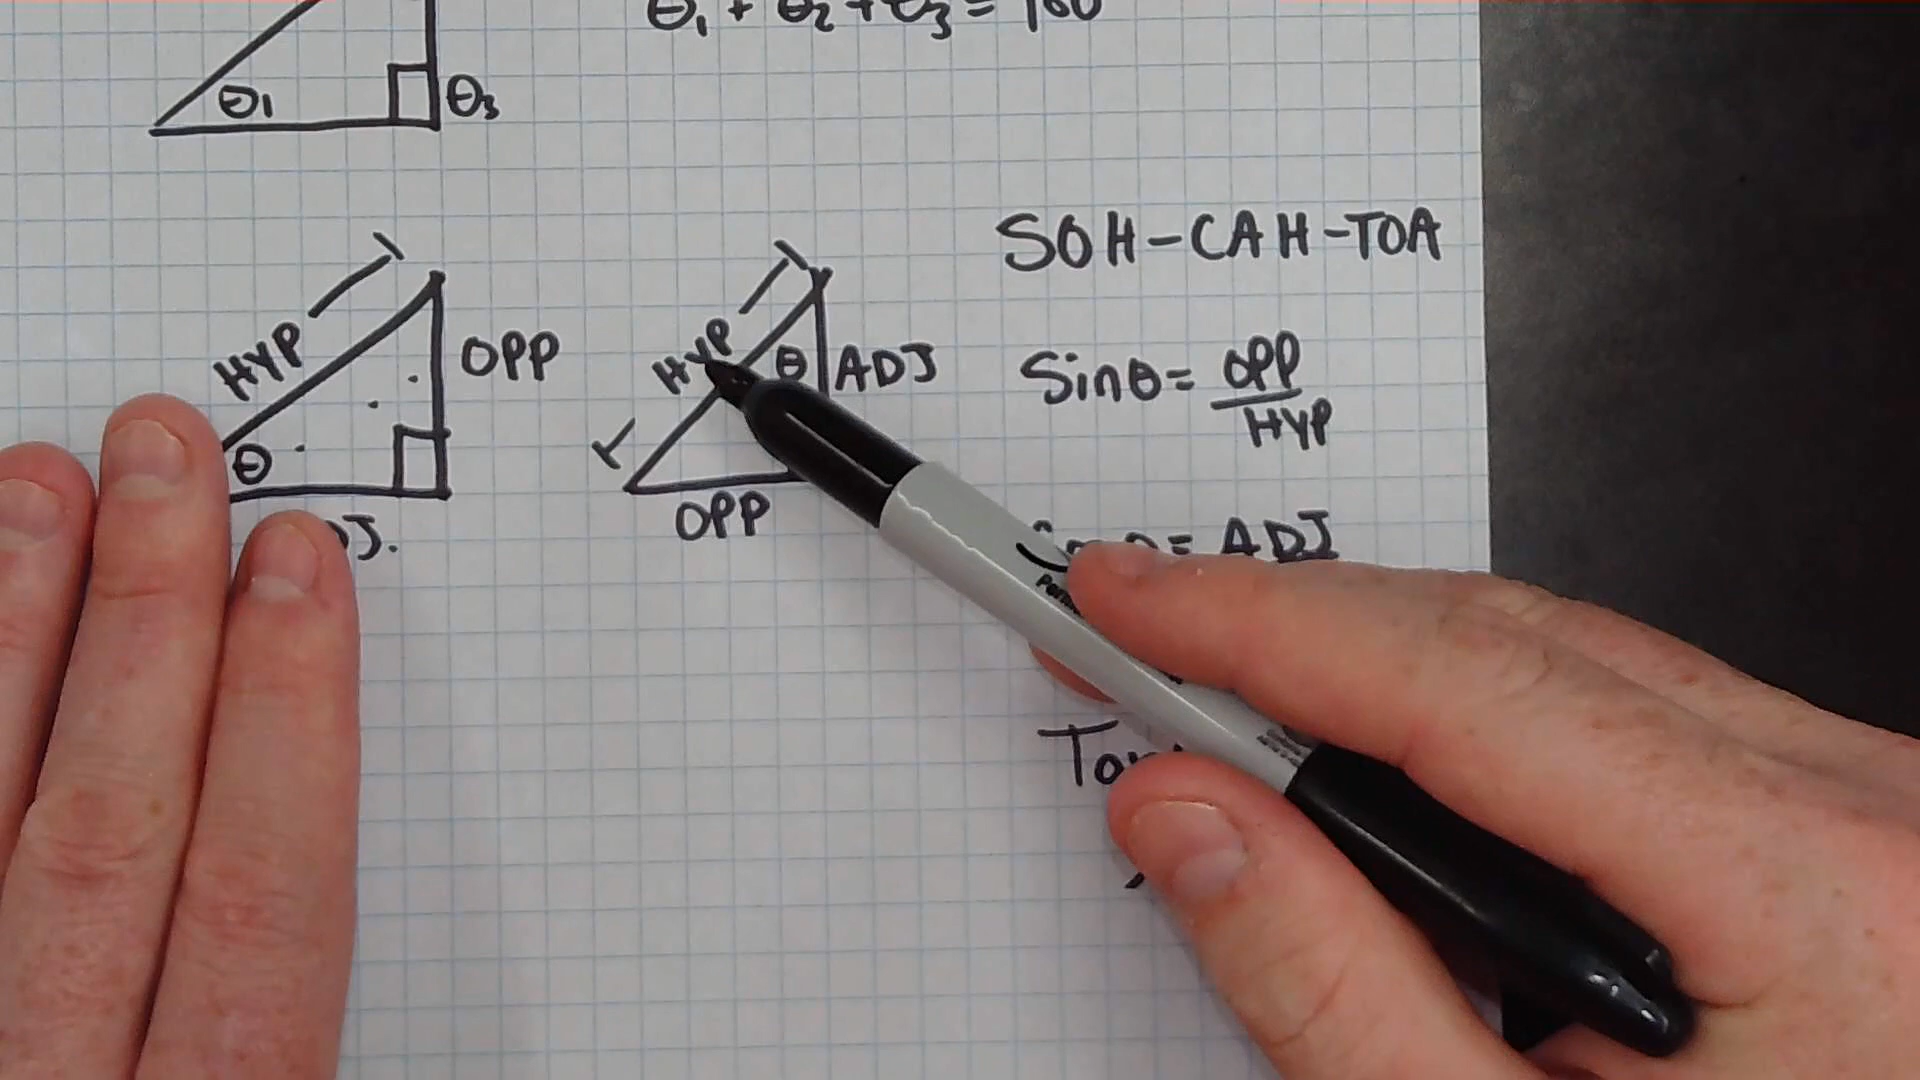 θ₁ + θ₂ + θ₃ = 180
θ₁
θ₃
SOH-CAH-TOA
HYP
OPP
θ
HYP
θ
ADJ
OPP
Sinθ = OPP
HYP
= ADJ